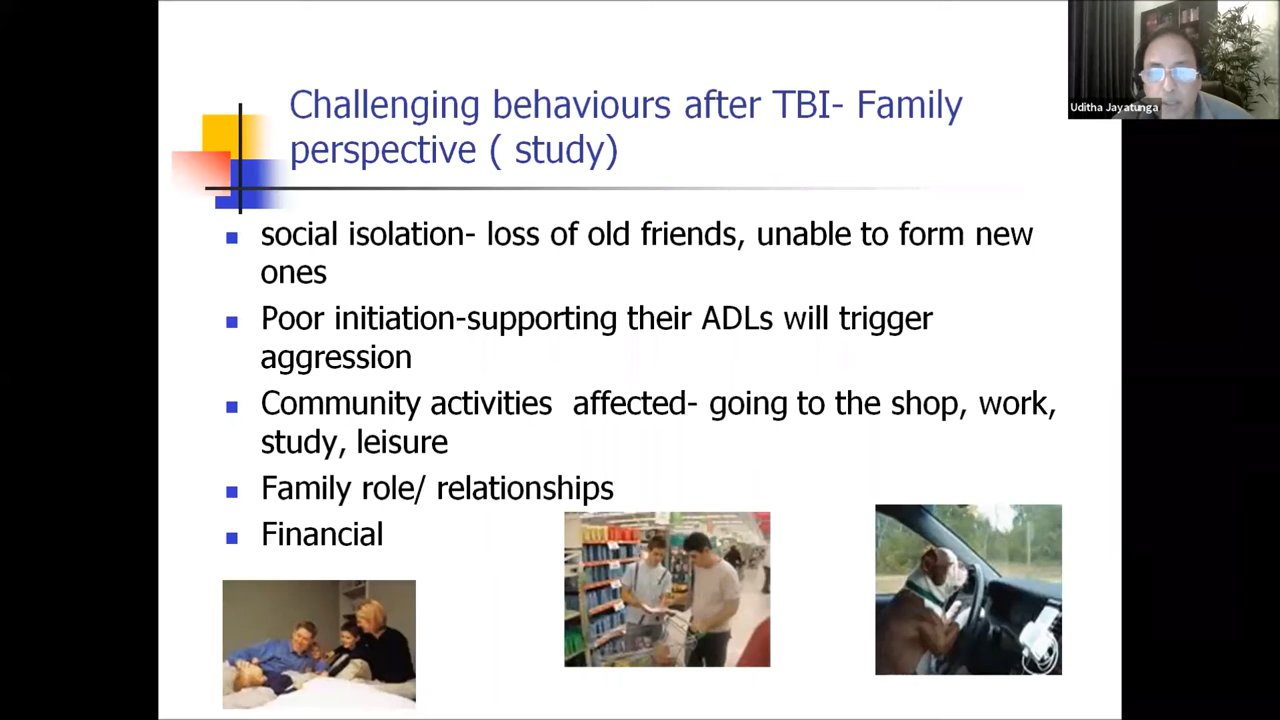 Uditha Jayatunga
Challenging behaviours after TBI- Family
perspective ( study)
social isolation- loss of old friends, unable to form new
ones
Poor initiation-supporting their ADLs will trigger
aggression
Community activities  affected- going to the shop, work,
study, leisure
Family role/ relationships
Financial